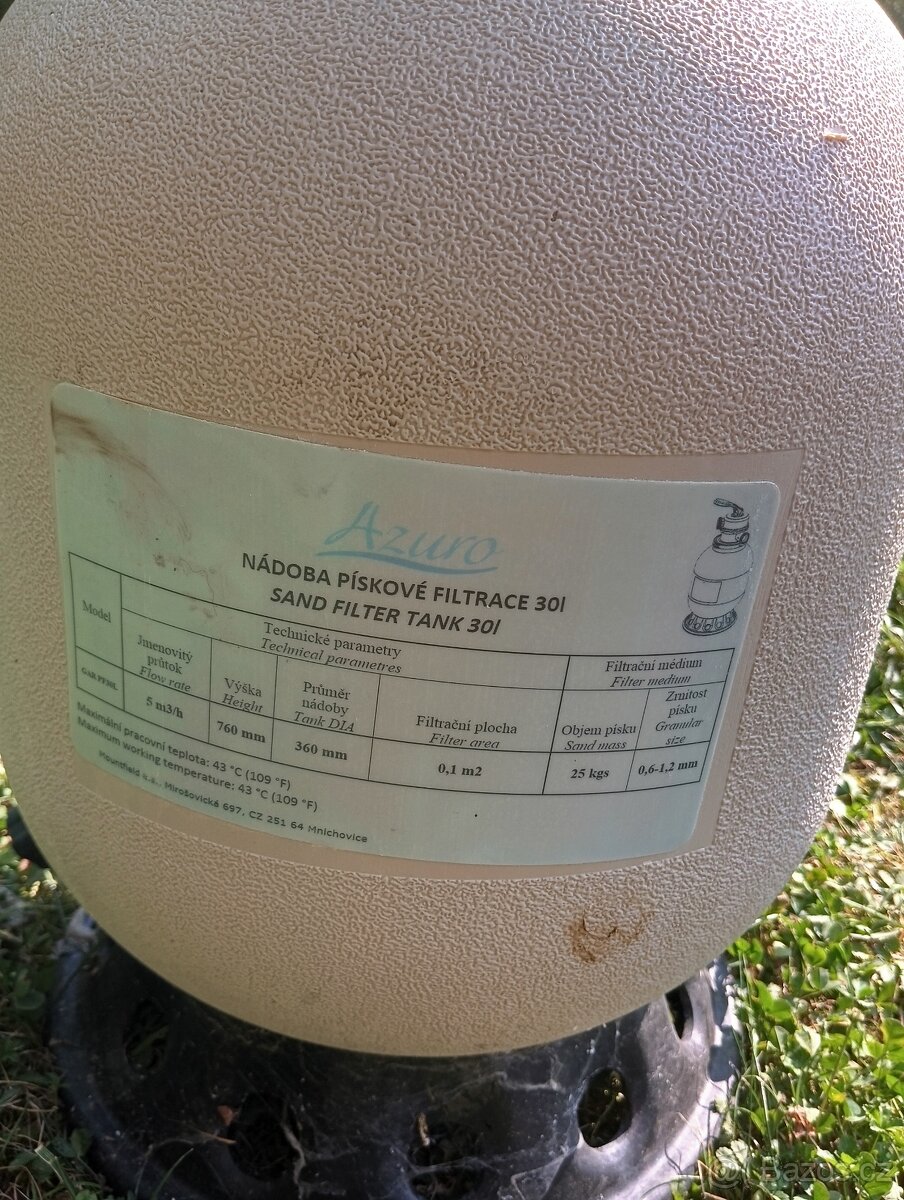 Azuro
NÁDOBA PÍSKOVÉ FILTRACE 30l
SAND FILTER TANK 30l
Model
Technické parametry
Technical parametres
Filtrační médium
Filter medium
Jmenovitý
průtok
Flow rate
Výška
Height
Průměr
nádoby
Tank DIA
Filtrační plocha
Filter area
Objem písku
Sand mass
Zrnitost
písku
Granular
size
5 m3/h
760 mm
360 mm
0,1 m2
25 kgs
0,6-1,2 mm
Maximální pracovní teplota: 43 °C (109 °F)
Maximum working temperature: 43 °C (109 °F)
Mountfield a.s., Mirošovická 697, CZ 251 64 Mnichovice
Bazos.cz